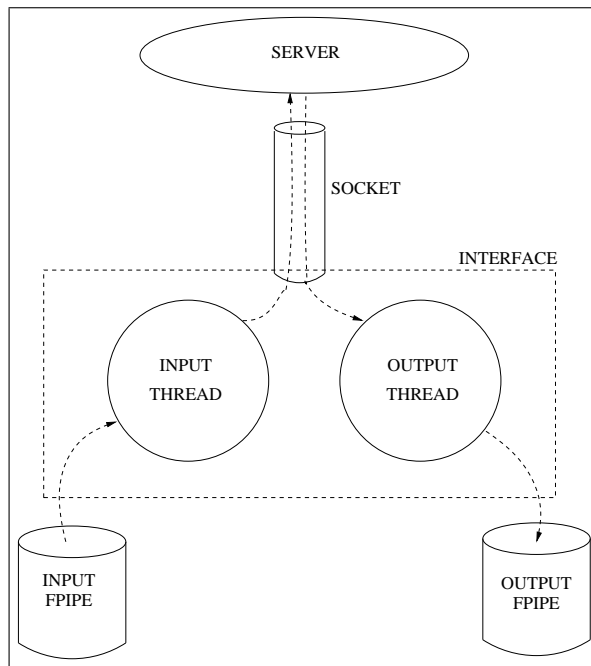 SERVER
SOCKET
INTERFACE
INPUT
THREAD
OUTPUT
THREAD
INPUT
FPIPE
OUTPUT
FPIPE